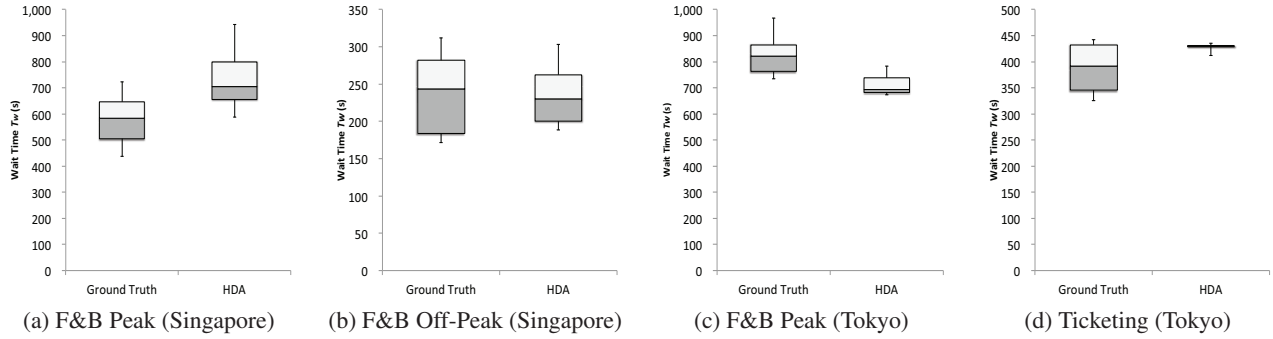 1,000
900
800
700
600
500
400
300
200
100
0
Wait Time Tw (s)
Ground Truth
HDA
(a) F&B Peak (Singapore)
350
300
250
200
150
100
50
0
Wait Time Tw (s)
Ground Truth
HDA
(b) F&B Off-Peak (Singapore)
1,000
900
800
700
600
500
400
300
200
100
0
Wait Time Tw (s)
Ground Truth
HDA
(c) F&B Peak (Tokyo)
500
450
400
350
300
250
200
150
100
50
0
Wait Time Tw (s)
Ground Truth
HDA
(d) Ticketing (Tokyo)